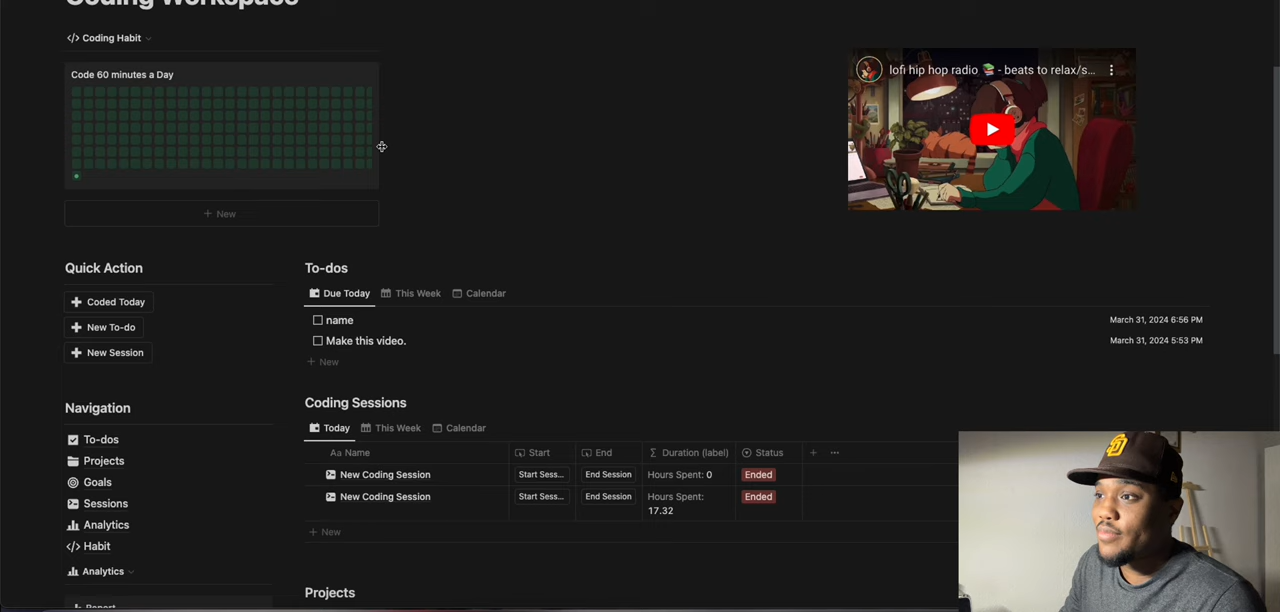 Coding Workspace
</> Coding Habit
Code 60 minutes a Day
+ New
lofi hip hop radio 📚 - beats to relax/s...
Quick Action
+ Coded Today
+ New To-do
+ New Session
Navigation
To-dos
Projects
Goals
Sessions
Analytics
</> Habit
Analytics
Report
To-dos
Due Today This Week Calendar
name March 31, 2024 6:56 PM
Make this video. March 31, 2024 5:53 PM
+ New
Coding Sessions
Today This Week Calendar
Aa Name Start End Σ Duration (label) Status + ...
New Coding Session Start Sess... End Session Hours Spent: 0 Ended
New Coding Session Start Sess... End Session Hours Spent: Ended
17.32
+ New
Projects
SD